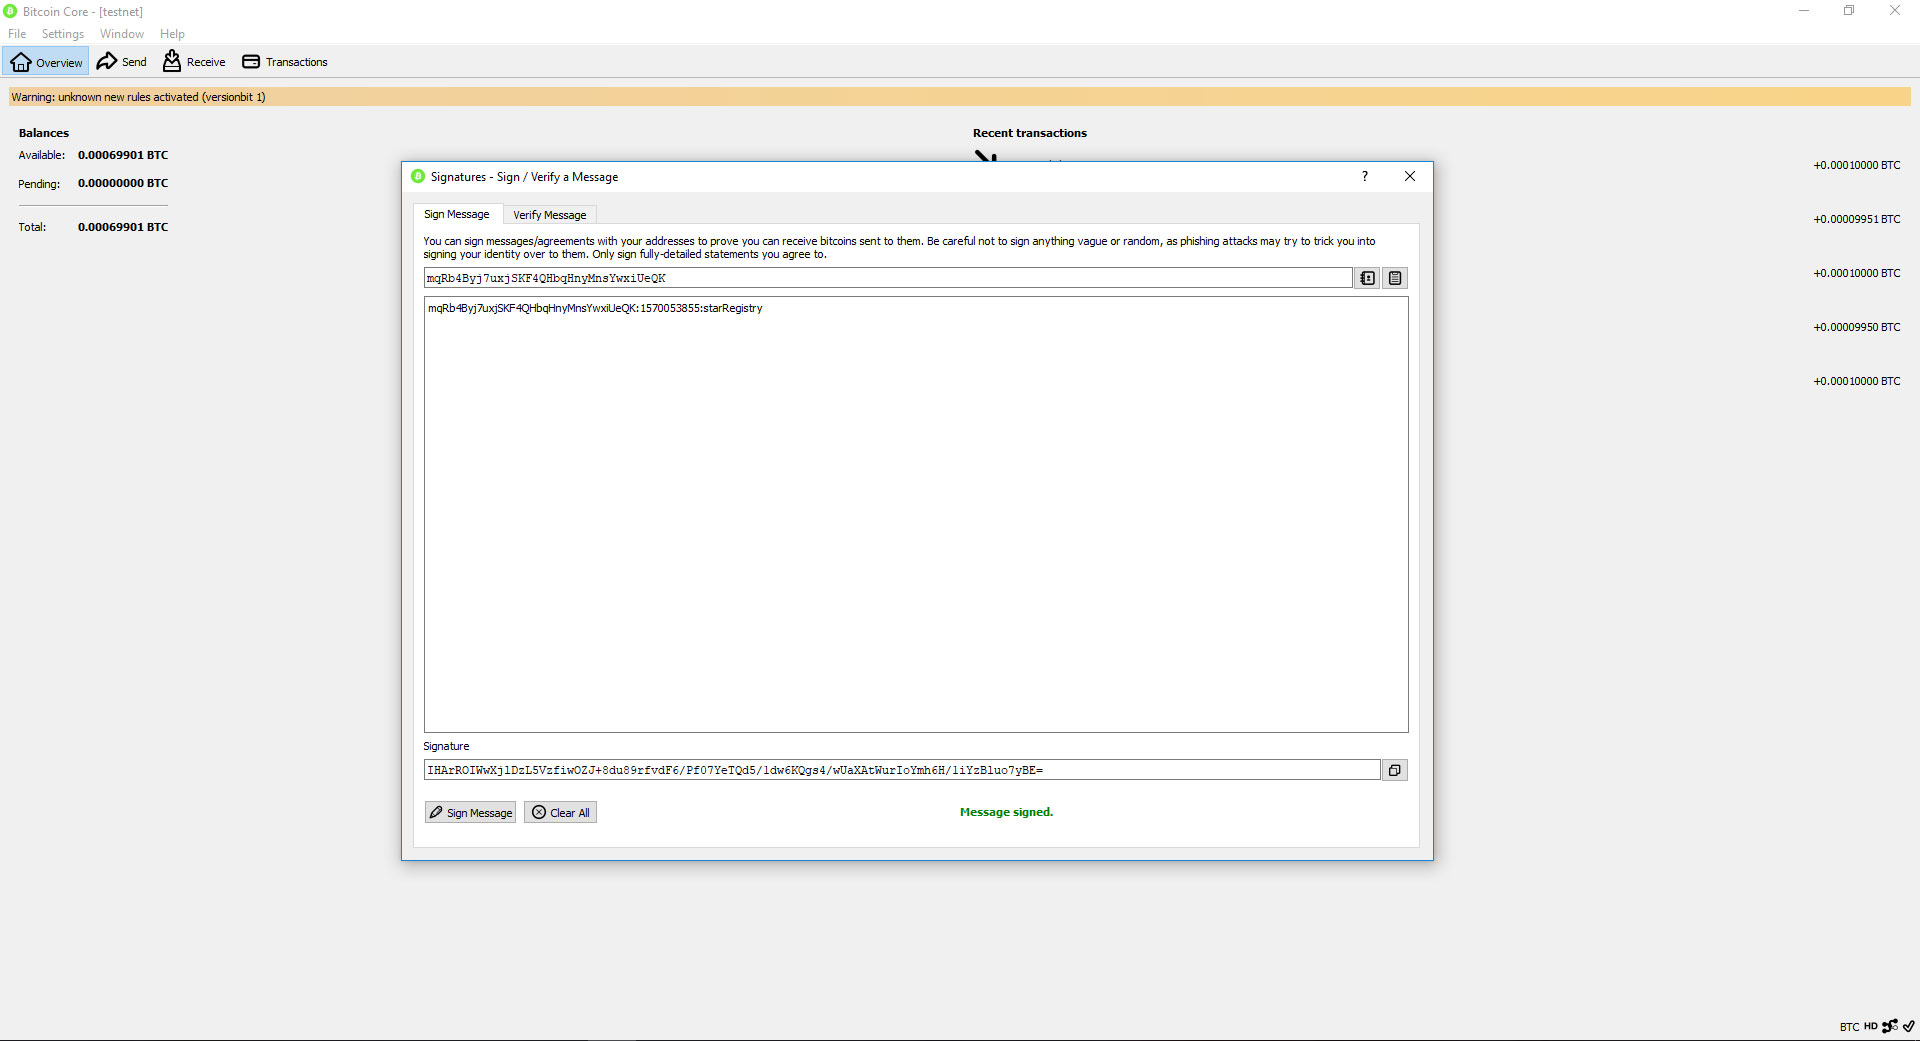 Bitcoin Core - [testnet]
File Settings Window Help
Overview Send Receive Transactions
Warning: unknown new rules activated (versionbit 1)
Balances
Available: 0.00069901 BTC
Pending: 0.00000000 BTC
Total: 0.00069901 BTC
Recent transactions
+0.00010000 BTC
+0.00009951 BTC
+0.00010000 BTC
+0.00009950 BTC
+0.00010000 BTC
Signatures - Sign / Verify a Message
?
Sign Message Verify Message
You can sign messages/agreements with your addresses to prove you can receive bitcoins sent to them. Be careful not to sign anything vague or random, as phishing attacks may try to trick you into
signing your identity over to them. Only sign fully-detailed statements you agree to.
mqRb4Byj7uxjSKF4QHbqHnyMnsYwxiUeQK
mqRb4Byj7uxjSKF4QHbqHnyMnsYwxiUeQK:1570053855:starRegistry
Signature
IHArROIWwXjlDzL5VzfiwOZJ+8du89rfvdF6/Pf07YeTQd5/1dw6KQgs4/wUaXAtWurIoYmh6H/1iYzBluo7yBE=
Sign Message Clear All
Message signed.
BTC HD